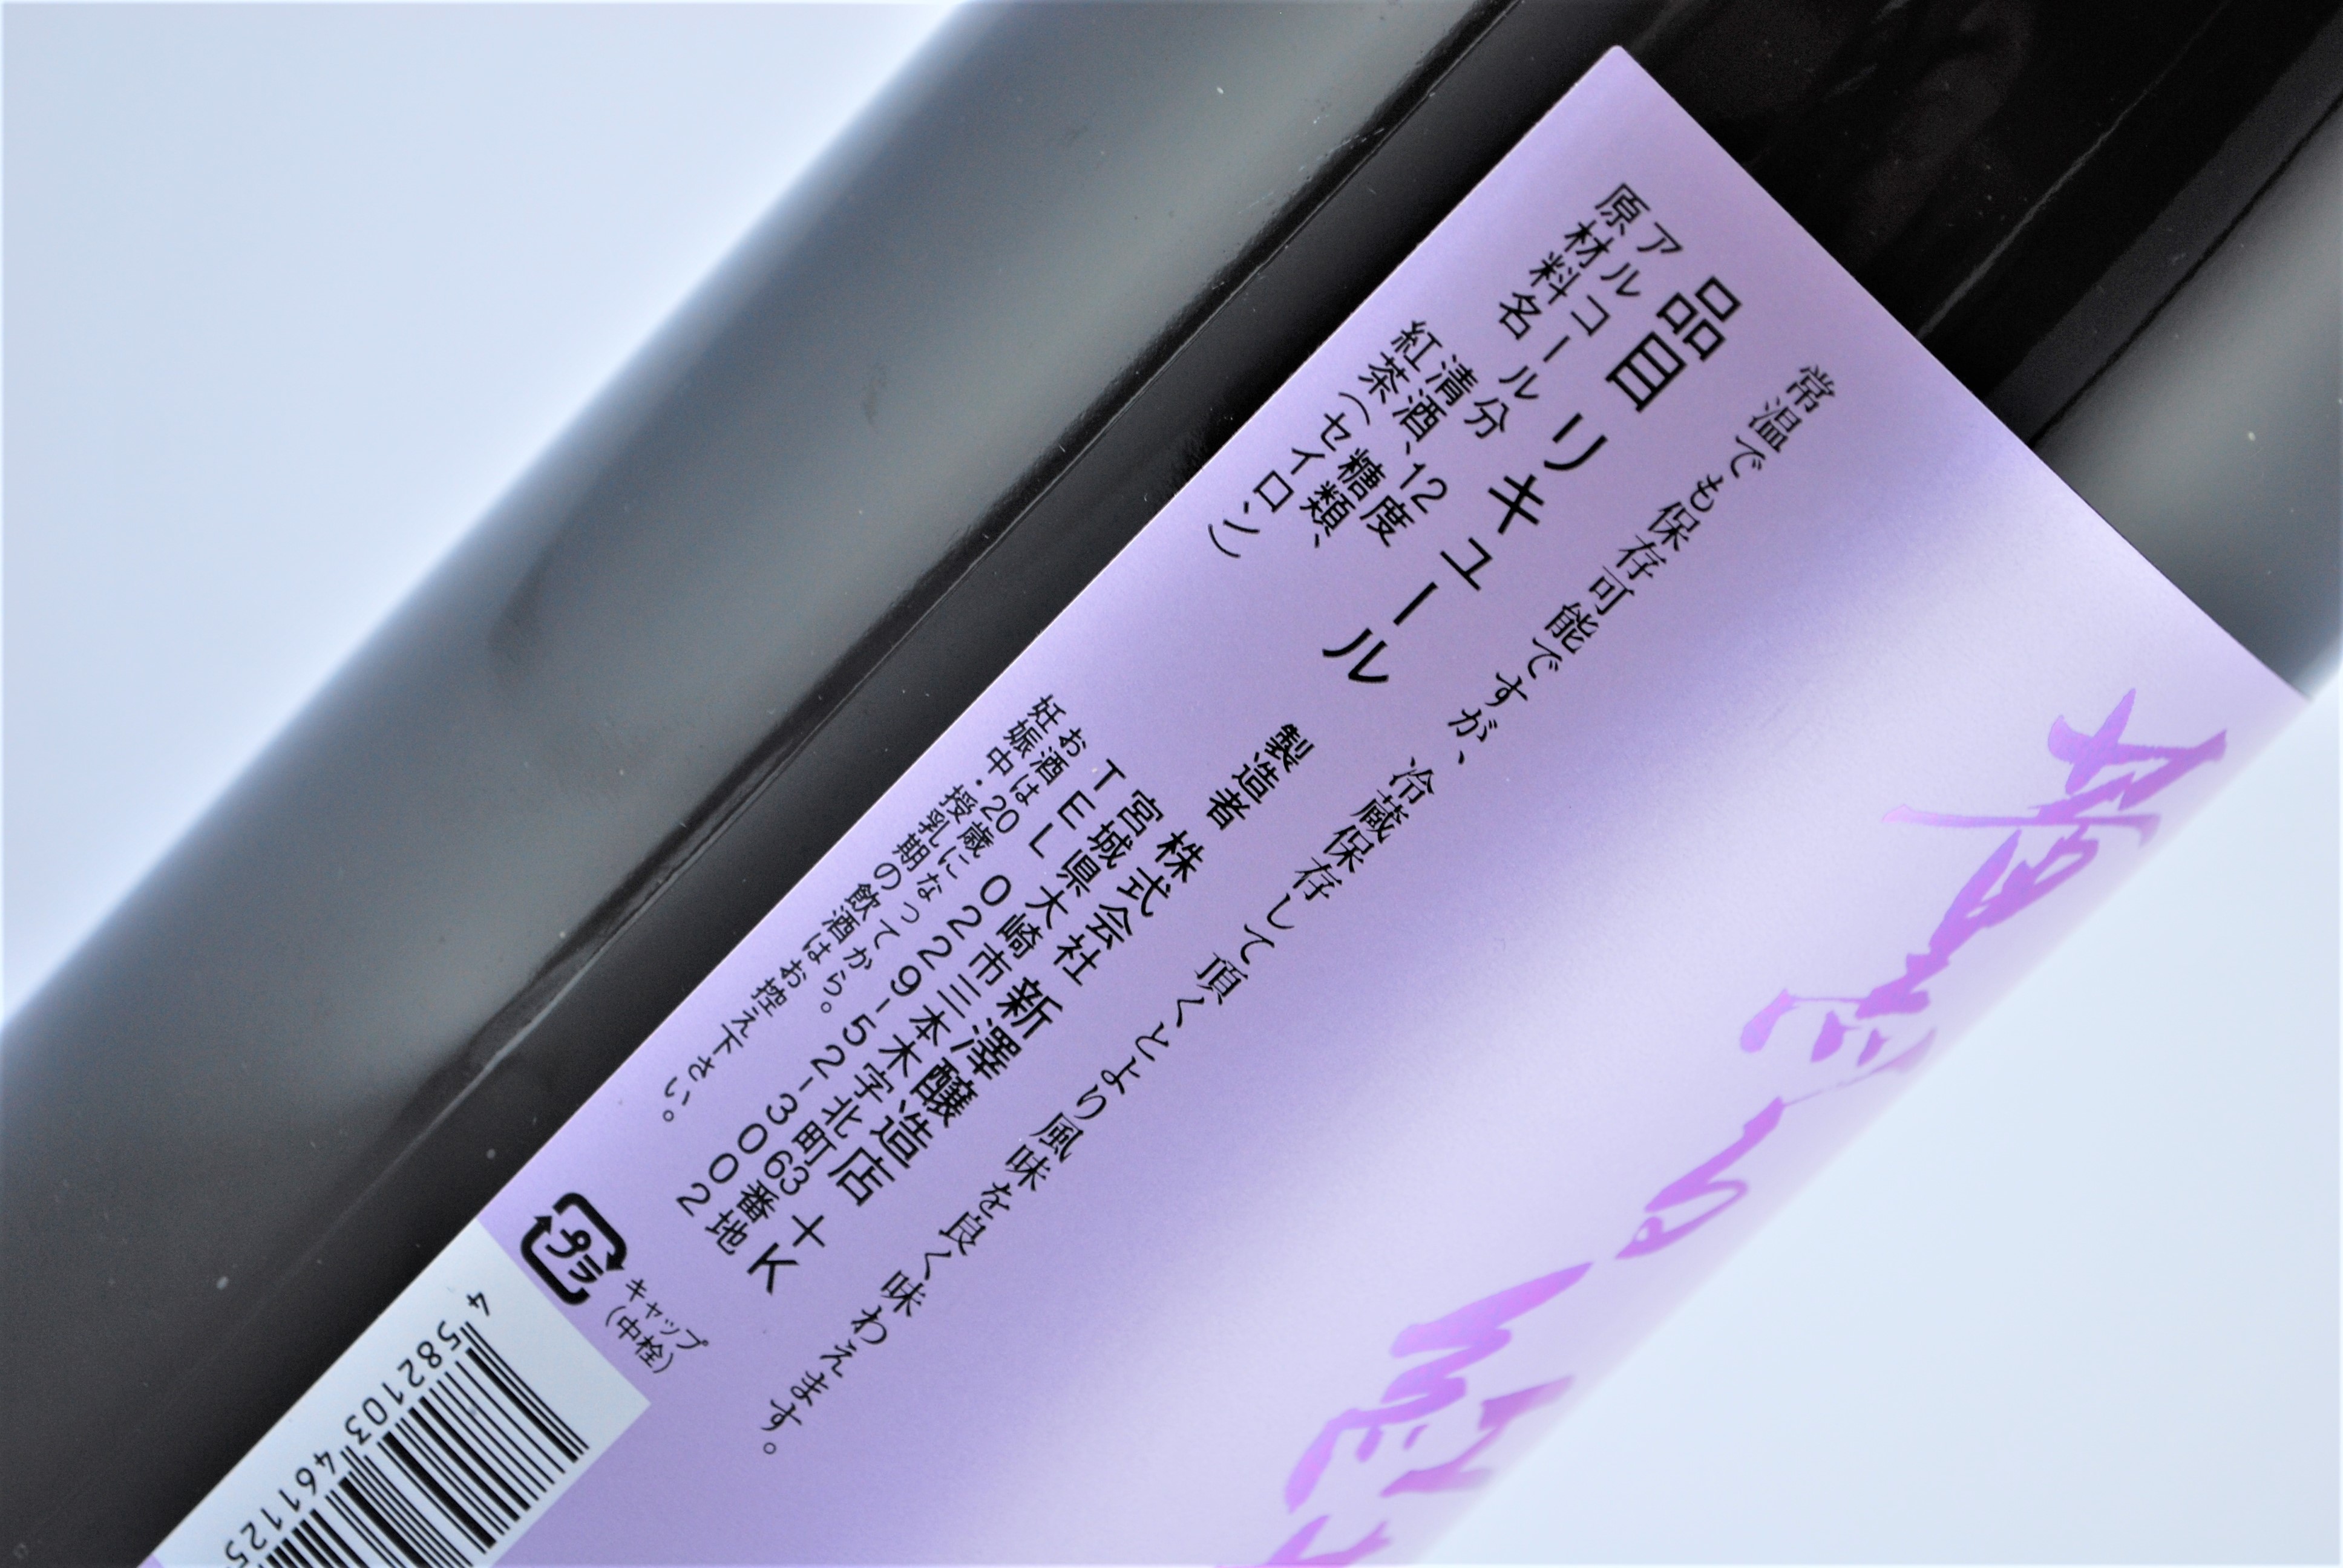 常温でも保存可能ですが、冷蔵保存して頂くとより風味を良く味わえます。
品目 リキュール
アルコール分 12度
原材料名 清酒、糖類、
紅茶(セイロン)
製造者 株式会社 新澤醸造店+K
宮城県大崎市三本木字北町63番地
TEL 0229-52-3002
お酒は20歳になってから。
妊娠中・授乳期の飲酒はお控え下さい。
プラ
キャップ
(中栓)
4 582103 46125